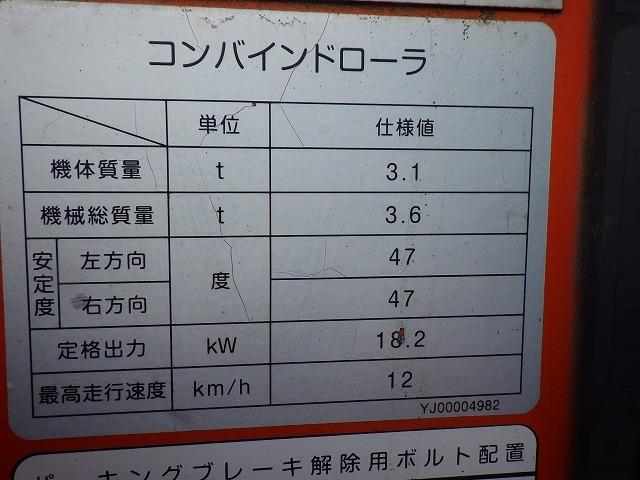 コンバインドローラ
単位 仕様値
機体質量 t 3.1
機械総質量 t 3.6
安定度 左方向 度 47
右方向 47
定格出力 kW 18.2
最高走行速度 km/h 12
YJ00004982
パーキングブレーキ解除用ボルト配置